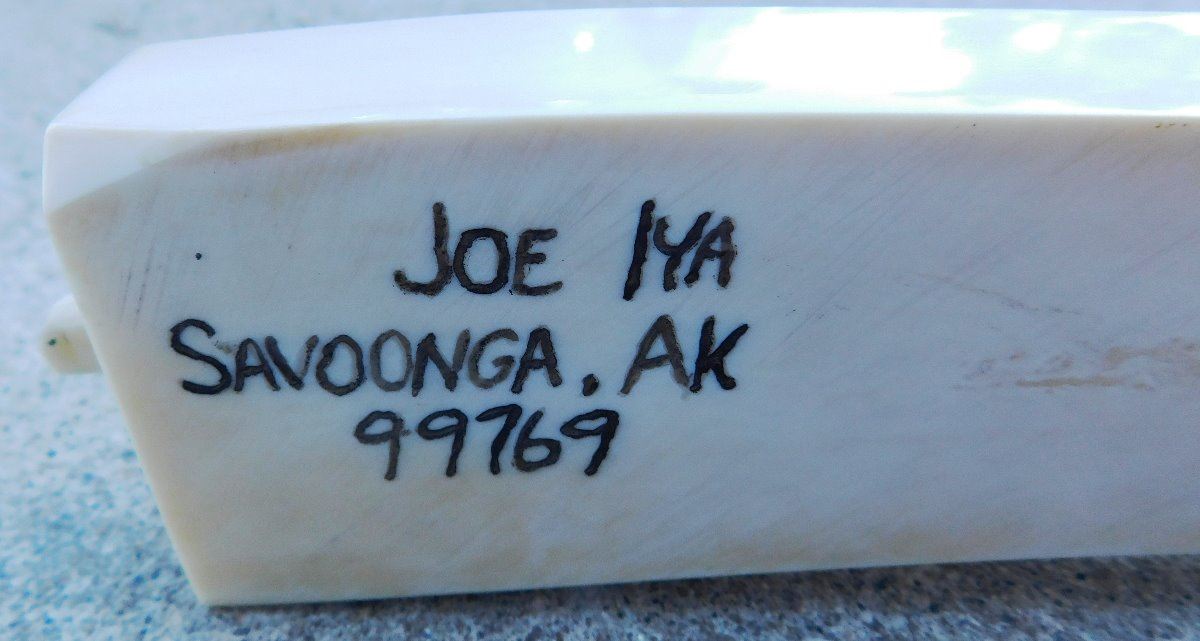 JOE IYA
SAVOONGA, AK
99769